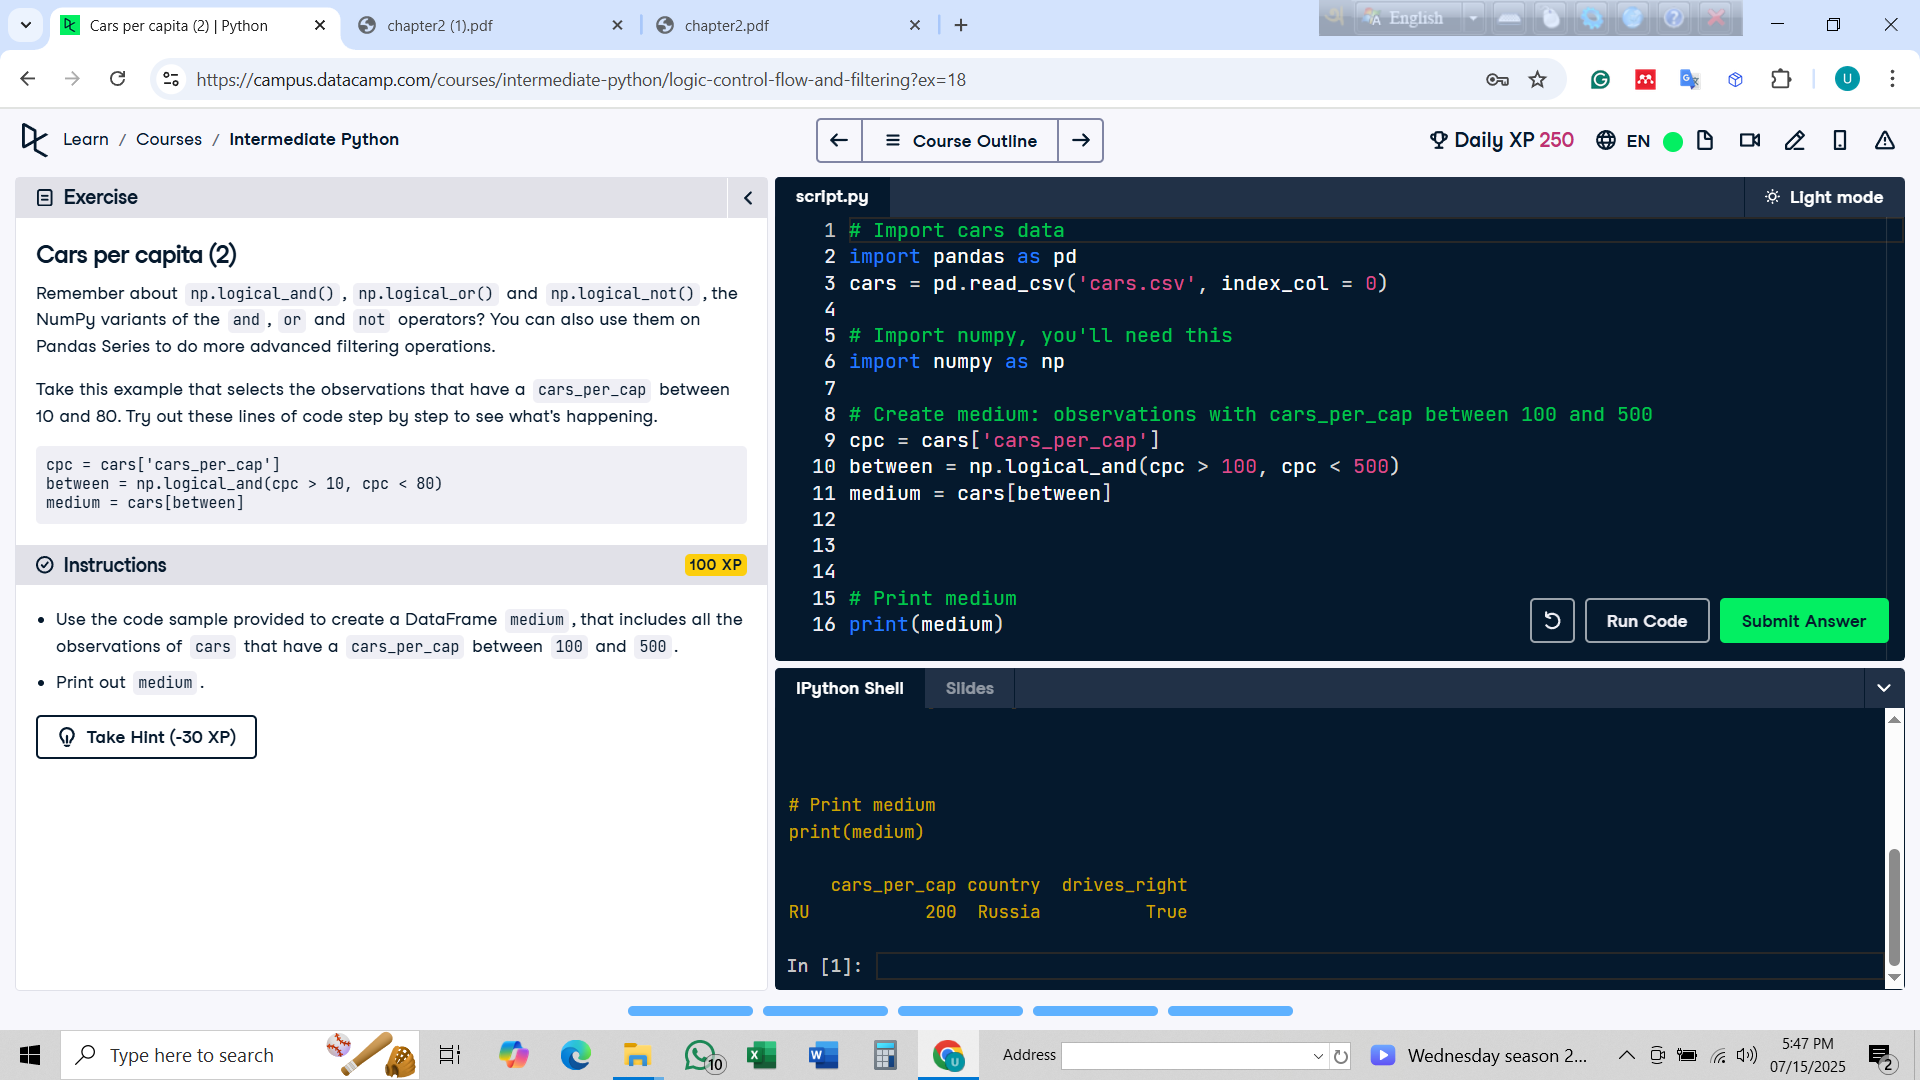 Cars per capita (2) | Python
chapter2 (1).pdf
chapter2.pdf
English
https://campus.datacamp.com/courses/intermediate-python/logic-control-flow-and-filtering?ex=18
U
Learn / Courses / Intermediate Python
Course Outline
Daily XP 250
EN
Exercise
Cars per capita (2)
Remember about np.logical_and() , np.logical_or() and np.logical_not() , the
NumPy variants of the and , or and not operators? You can also use them on
Pandas Series to do more advanced filtering operations.
Take this example that selects the observations that have a cars_per_cap between
10 and 80. Try out these lines of code step by step to see what's happening.
cpc = cars['cars_per_cap']
between = np.logical_and(cpc > 10, cpc < 80)
medium = cars[between]
Instructions
100 XP
• Use the code sample provided to create a DataFrame medium , that includes all the
observations of cars that have a cars_per_cap between 100 and 500 .
• Print out medium .
Take Hint (-30 XP)
script.py
Light mode
1 # Import cars data
2 import pandas as pd
3 cars = pd.read_csv('cars.csv', index_col = 0)
4
5 # Import numpy, you'll need this
6 import numpy as np
7
8 # Create medium: observations with cars_per_cap between 100 and 500
9 cpc = cars['cars_per_cap']
10 between = np.logical_and(cpc > 100, cpc < 500)
11 medium = cars[between]
12
13
14
15 # Print medium
16 print(medium)
Run Code
Submit Answer
IPython Shell
Slides
# Print medium
print(medium)
cars_per_cap country drives_right
RU 200 Russia True
In [1]:
Type here to search
10
U
Address
Wednesday season 2...
5:47 PM
07/15/2025
2